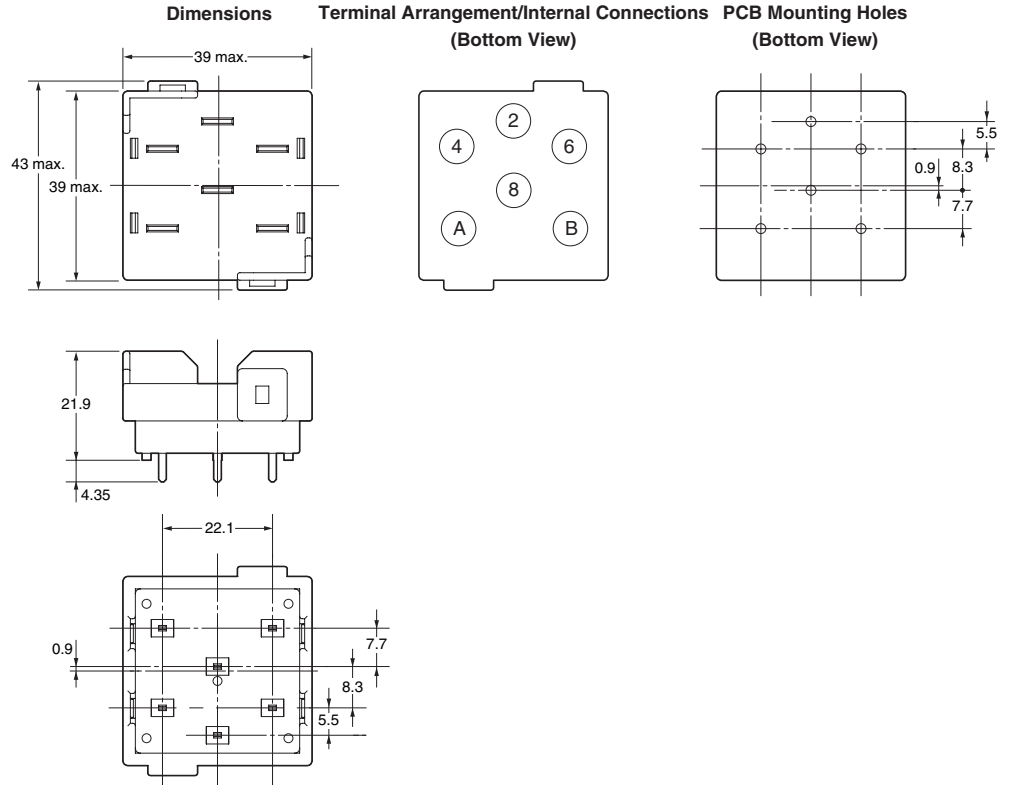 Dimensions
Terminal Arrangement/Internal Connections
(Bottom View)
PCB Mounting Holes
(Bottom View)
39 max.
43 max.
39 max.
2
4
6
8
A
B
5.5
0.9
8.3
7.7
21.9
4.35
22.1
0.9
7.7
8.3
5.5